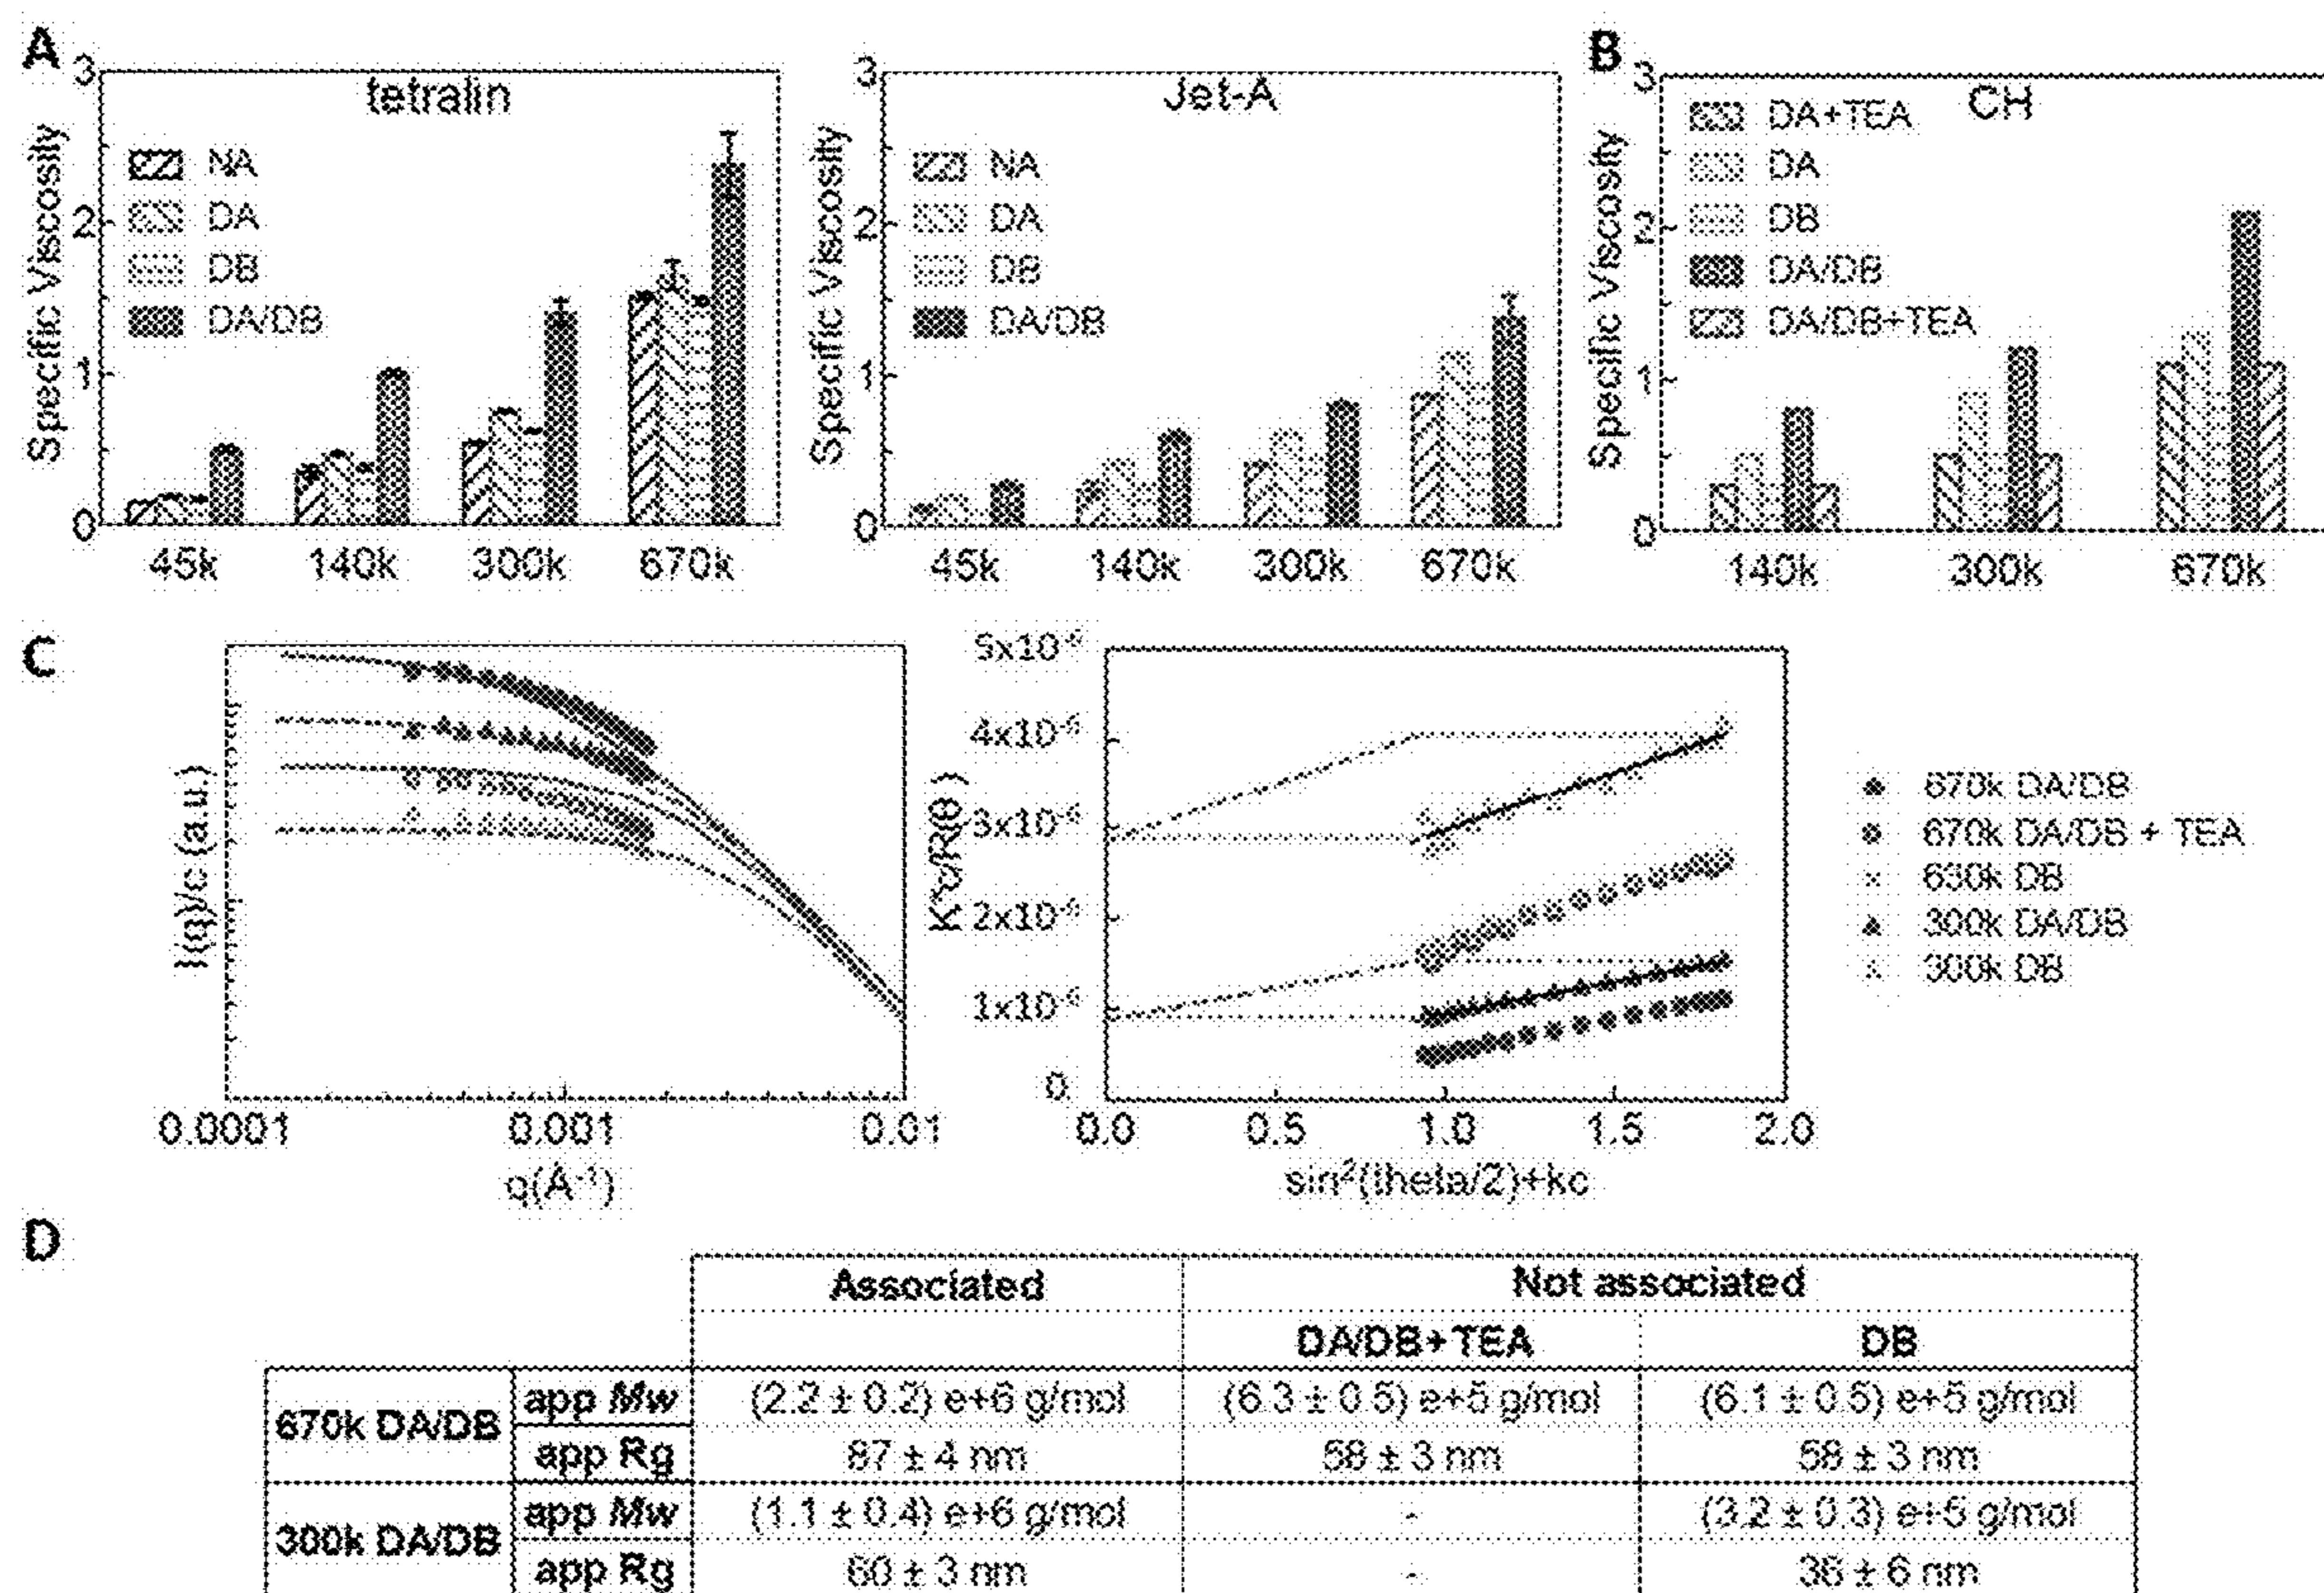 A
3
2
1
0
Specific Viscosity
tetralin
NA
DA
DB
DA/DB
45k 140k 300k 670k
3
2
1
0
Specific Viscosity
Jet-A
NA
DA
DB
DA/DB
45k 140k 300k 670k
B
3
2
1
0
Specific Viscosity
CH
DA+TEA
DA
DB
DA/DB
DA/DB+TEA
140k 300k 670k
C
I(q)/c (a.u.)
0.0001 0.001 0.01
q(Å⁻¹)
5x10⁻⁶
4x10⁻⁶
3x10⁻⁶
2x10⁻⁶
1x10⁻⁶
0
K*c/R(θ)
0.0 0.5 1.0 1.5 2.0
sin²(theta/2)+kc
670k DA/DB
670k DA/DB + TEA
630k DB
300k DA/DB
300k DB
D
Associated Not associated
DA/DB+TEA DB
670k DA/DB app Mw (2.2 ± 0.2) e+6 g/mol (6.3 ± 0.5) e+5 g/mol (6.1 ± 0.5) e+5 g/mol
app Rg 87 ± 4 nm 58 ± 3 nm 58 ± 3 nm
300k DA/DB app Mw (1.1 ± 0.4) e+6 g/mol - (3.2 ± 0.3) e+5 g/mol
app Rg 60 ± 3 nm - 36 ± 6 nm